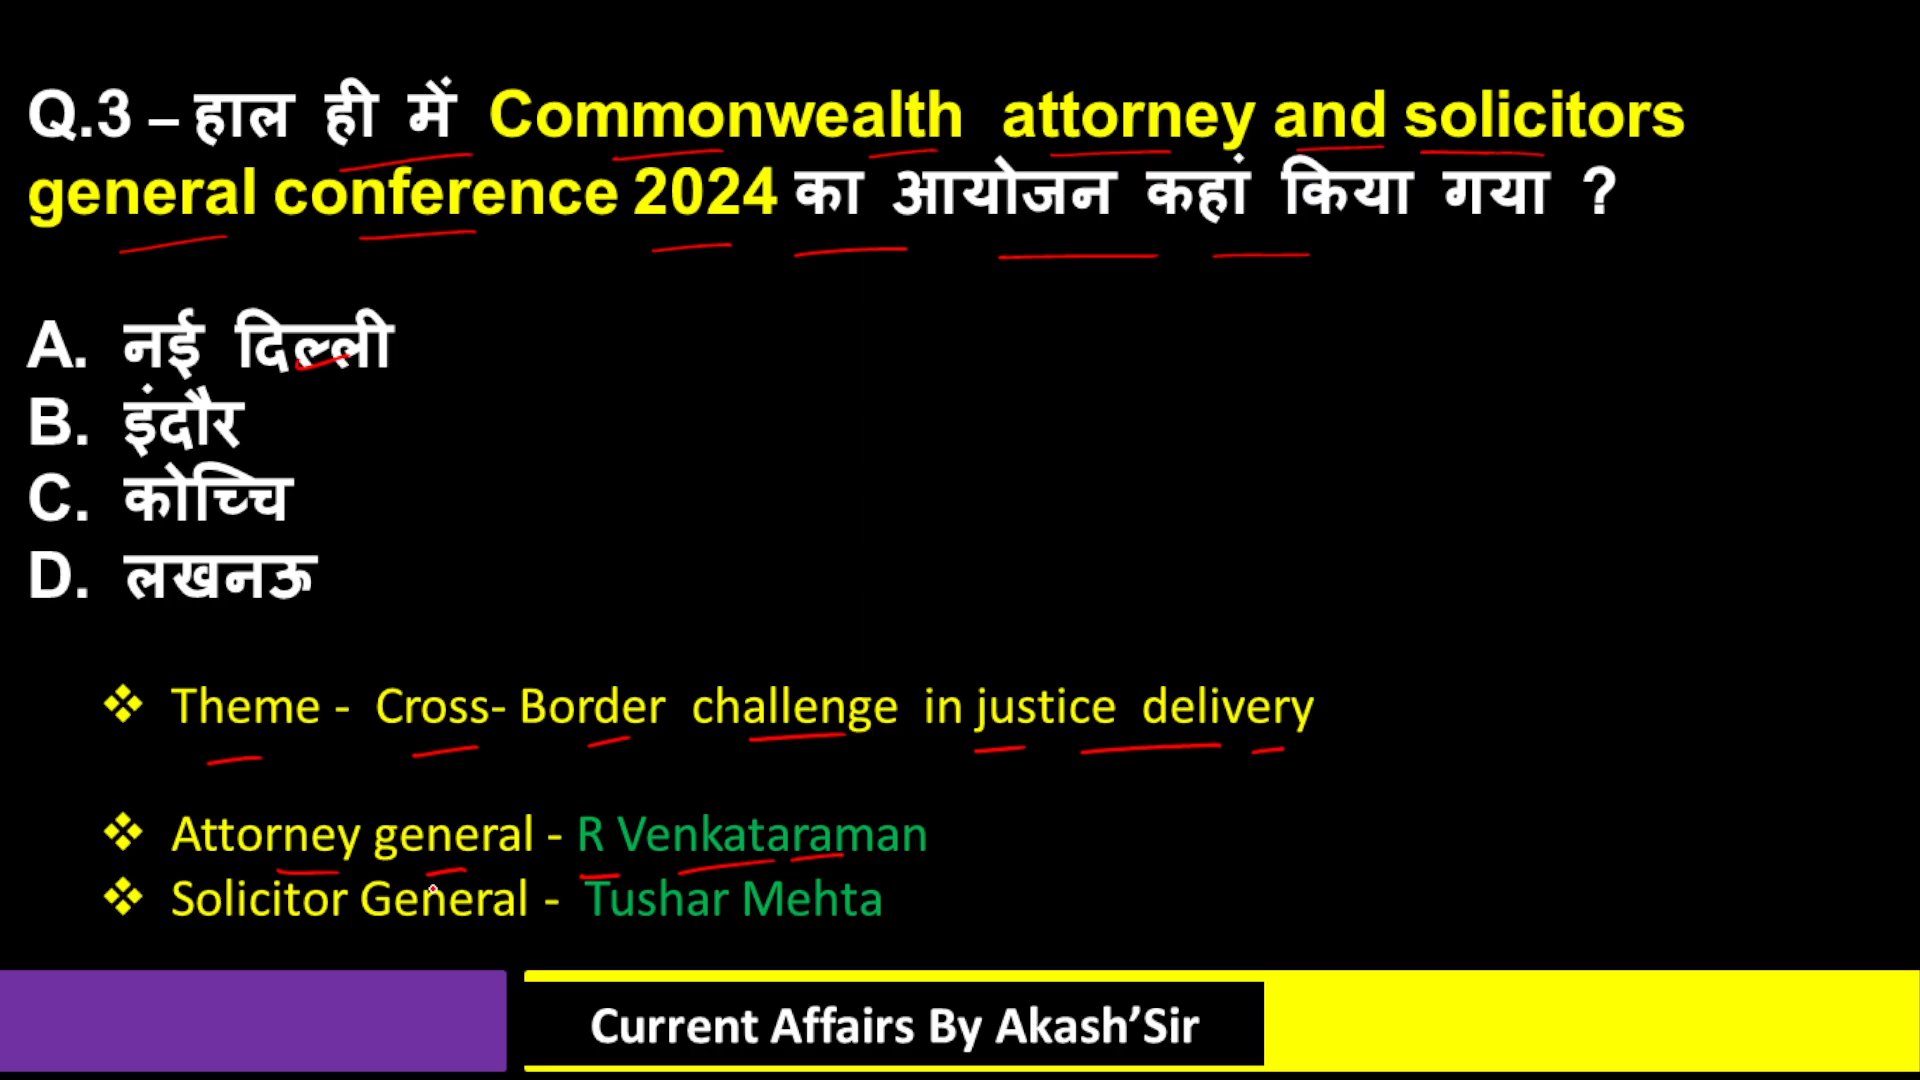 Q.3 – हाल ही में Commonwealth attorney and solicitors
general conference 2024 का आयोजन कहां किया गया ?
A. नई दिल्ली
B. इंदौर
C. कोच्चि
D. लखनऊ
❖ Theme - Cross- Border challenge in justice delivery
❖ Attorney general - R Venkataraman
❖ Solicitor General - Tushar Mehta
Current Affairs By Akash’Sir